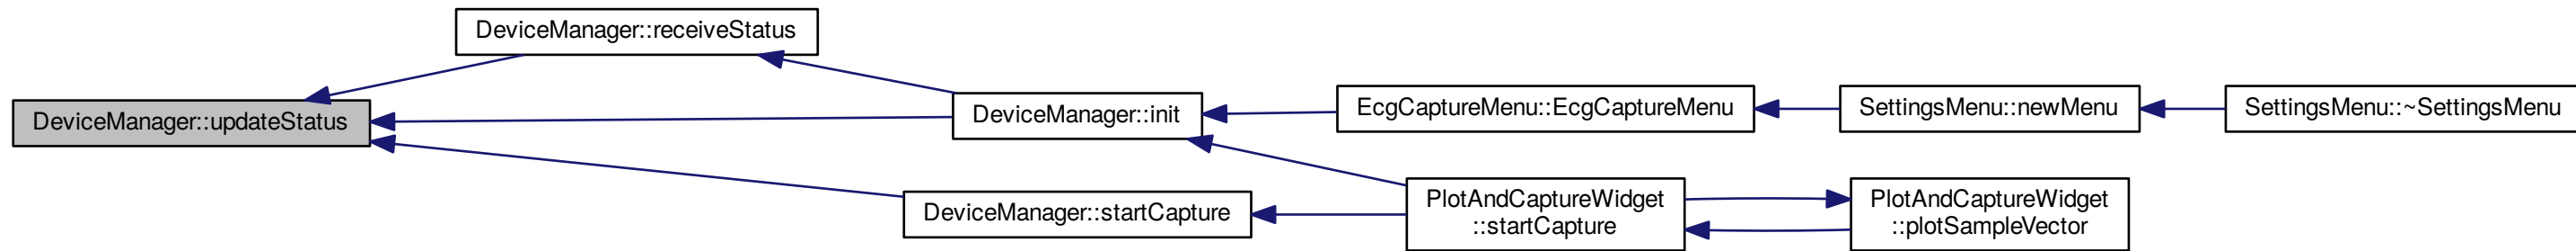 DeviceManager::receiveStatus
DeviceManager::updateStatus
DeviceManager::init
EcgCaptureMenu::EcgCaptureMenu
SettingsMenu::newMenu
SettingsMenu::~SettingsMenu
DeviceManager::startCapture
PlotAndCaptureWidget
::startCapture
PlotAndCaptureWidget
::plotSampleVector